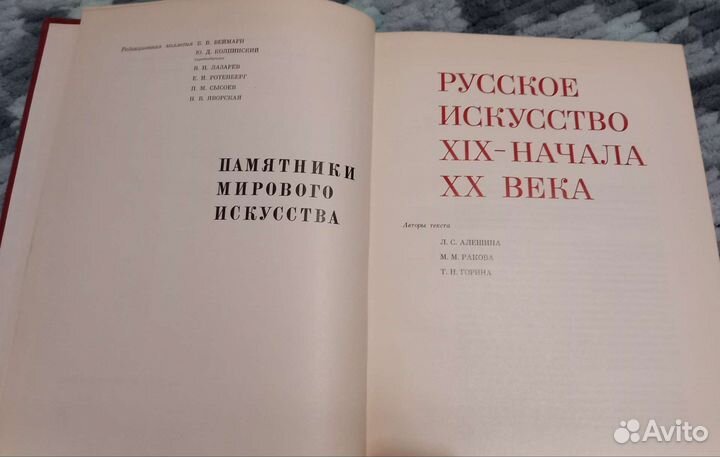 Редакционная коллегия Б. В. ВЕЙМАРН
Ю. Д. КОЛПИНСКИЙ
В. Н. ЛАЗАРЕВ
Е. И. РОТЕНБЕРГ
П. М. СЫСОЕВ
Н. В. ЯВОРСКАЯ
ПАМЯТНИКИ
МИРОВОГО
ИСКУССТВА
РУССКОЕ
ИСКУССТВО
XIX–НАЧАЛА
XX ВЕКА
Авторы текста
Л. С. АЛЕШИНА
М. М. РАКОВА
Т. Н. ГОРИНА
Avito